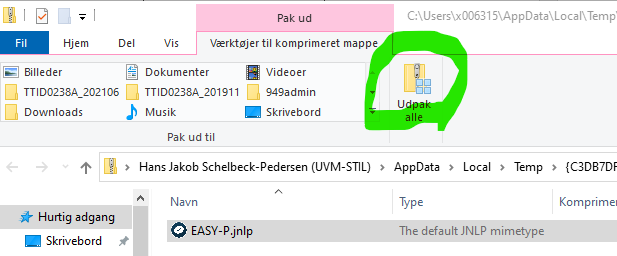 Pak ud
C:\Users\x006315\AppData\Local\Temp\
Fil
Hjem
Del
Vis
Værktøjer til komprimeret mappe
Billeder
Dokumenter
Videoer
TTID0238A_202106
TTID0238A_201911
949admin
Downloads
Musik
Skrivebord
Udpak
alle
Pak ud til
Hans Jakob Schelbeck-Pedersen (UVM-STIL) > AppData > Local > Temp > {C3DB7DF
Navn
Type
Komprime
Hurtig adgang
EASY-P.jnlp
The default JNLP mimetype
Skrivebord